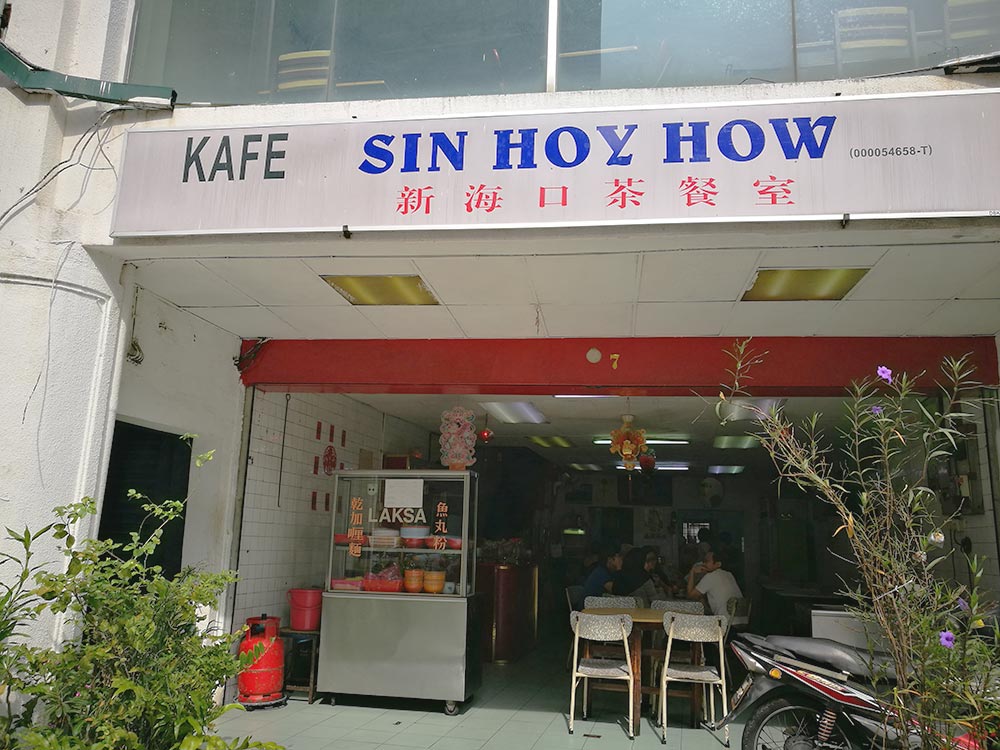 KAFE SIN HOY HOW (000054658-T)
新海口茶餐室
7
LAKSA
乾加喱麵
魚丸粉